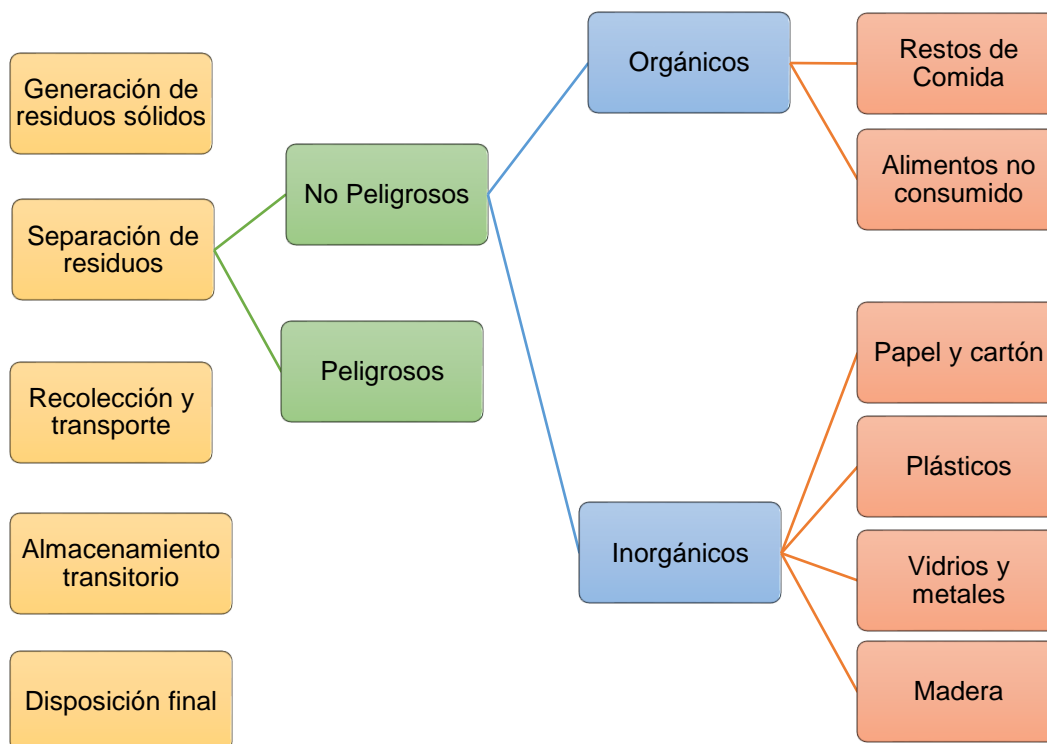 Generación de
residuos sólidos
Separación de
residuos
Recolección y
transporte
Almacenamiento
transitorio
Disposición final
No Peligrosos
Peligrosos
Orgánicos
Inorgánicos
Restos de
Comida
Alimentos no
consumido
Papel y cartón
Plásticos
Vidrios y
metales
Madera